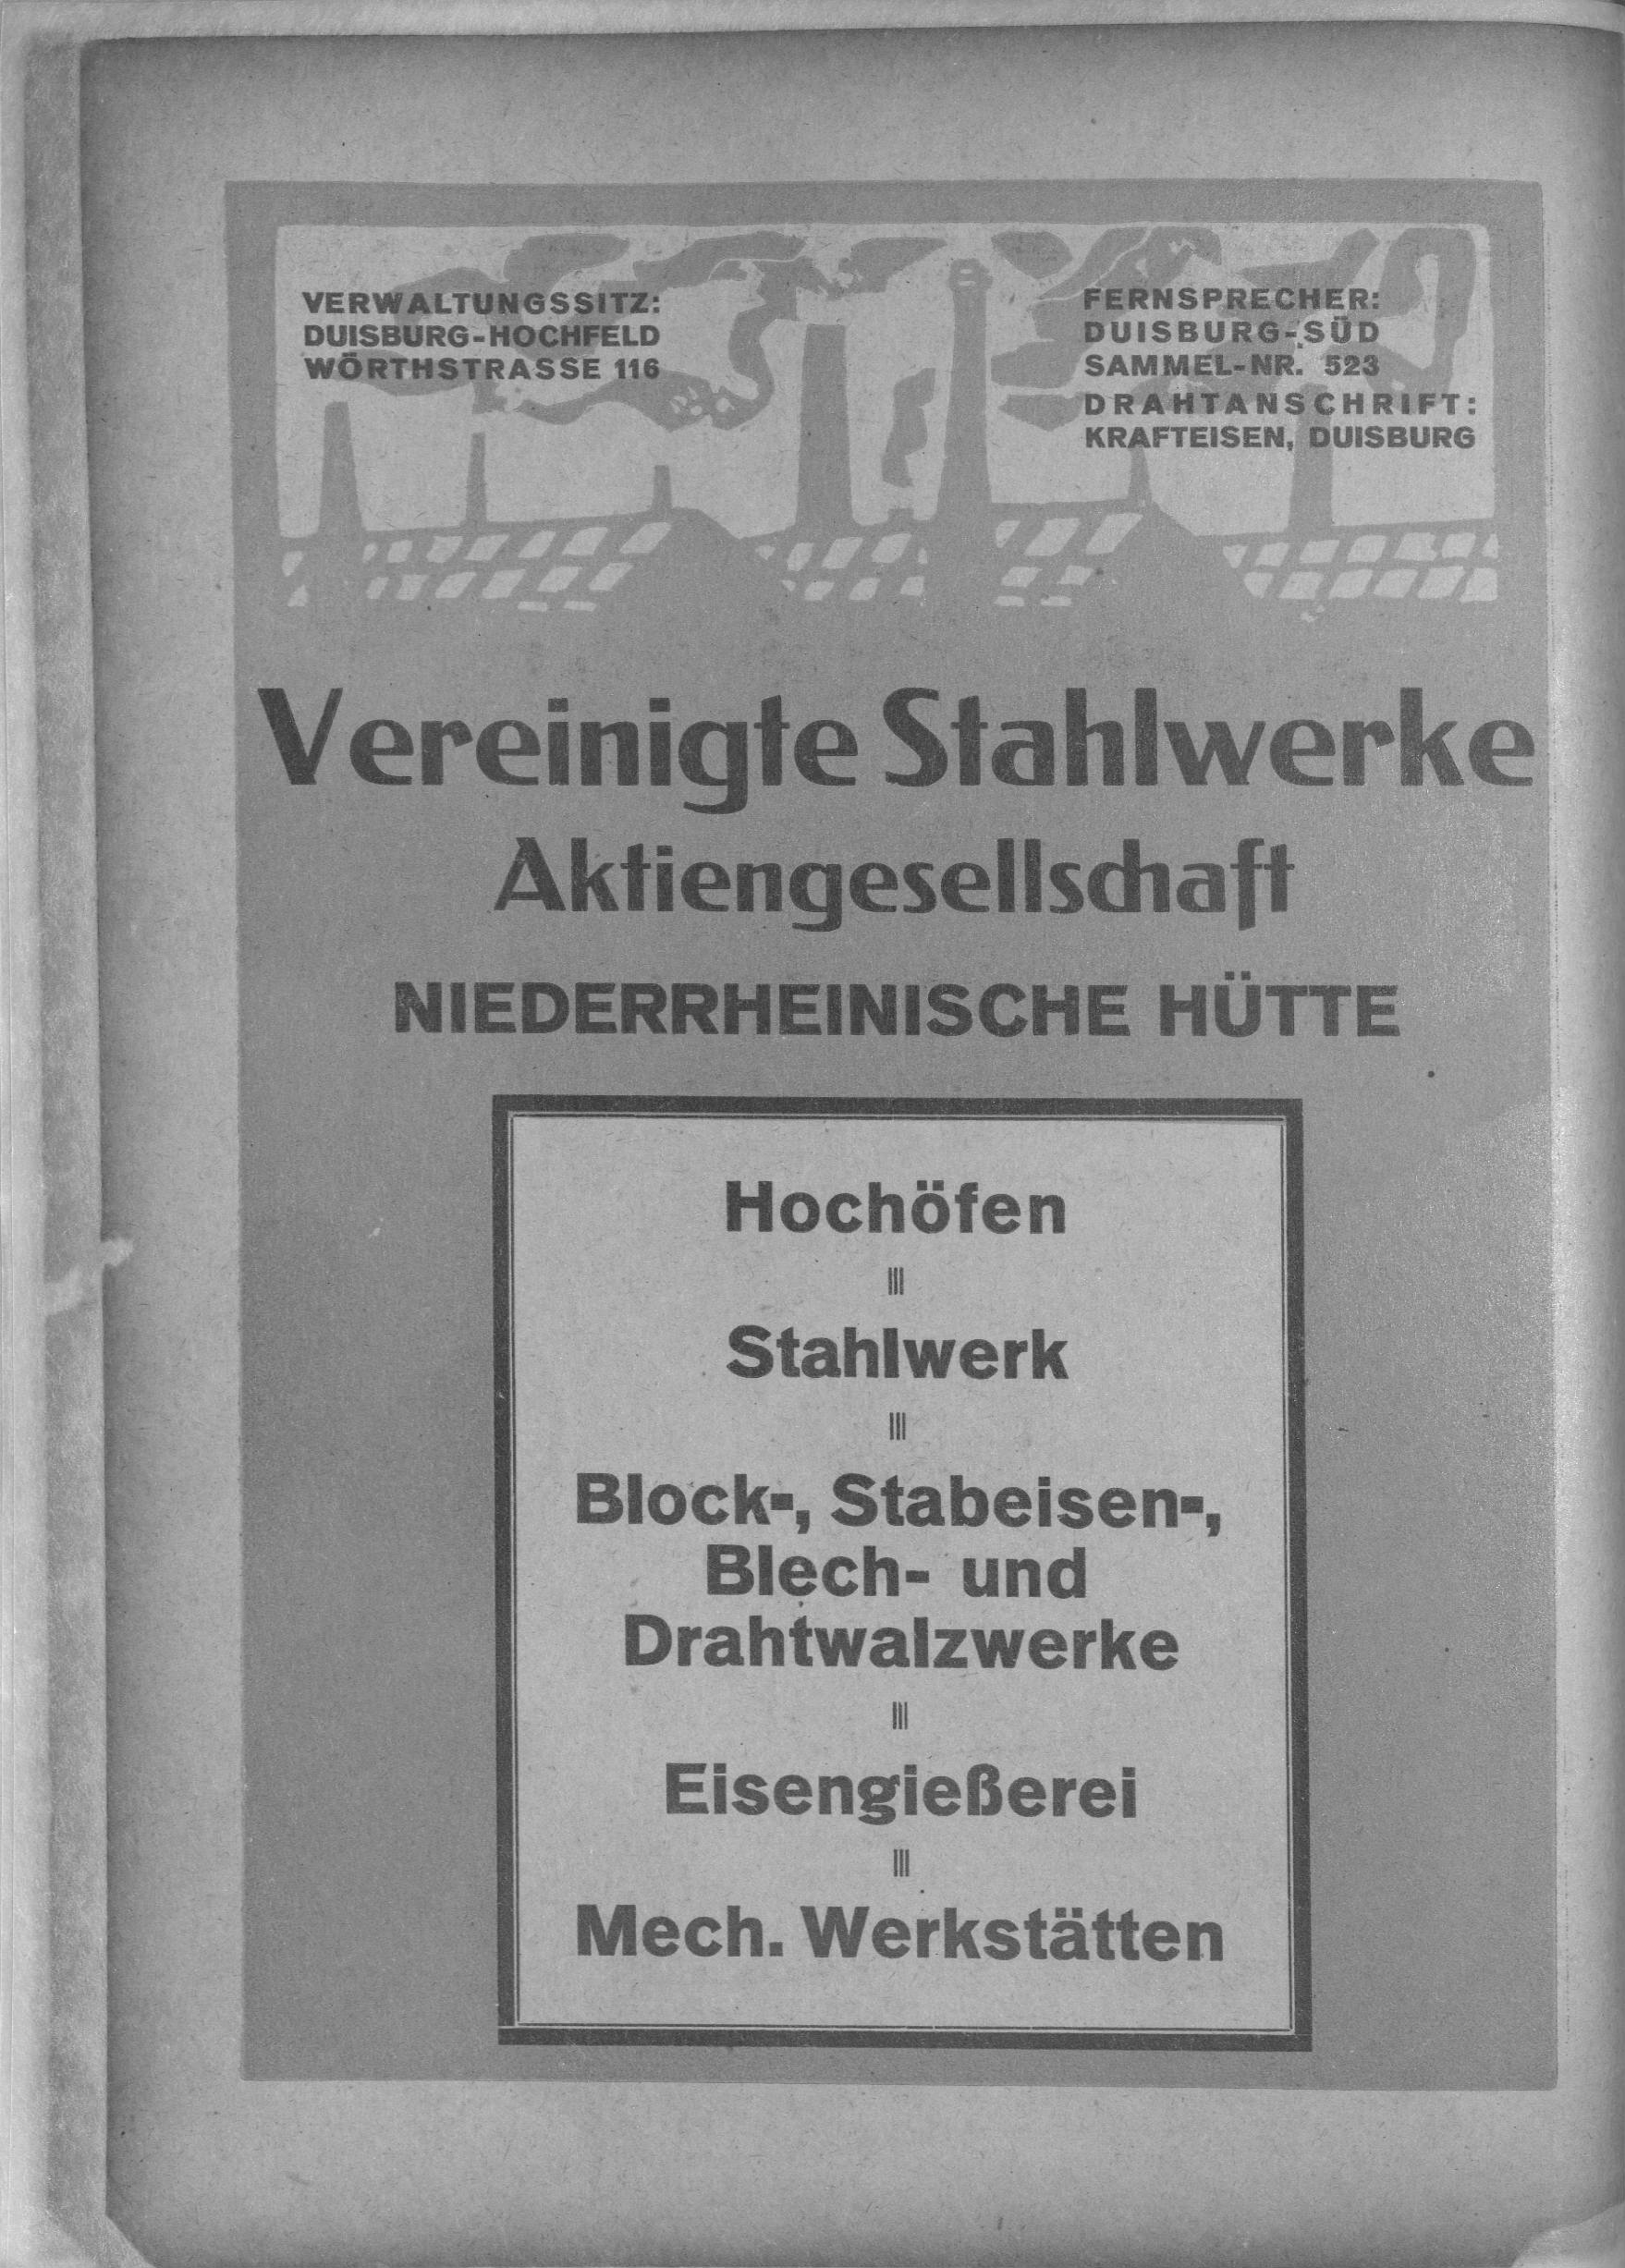 VERWALTUNGSSITZ:
DUISBURG-HOCHFELD
WÖRTHSTRASSE 116
FERNSPRECHER:
DUISBURG-SÜD
SAMMEL-NR. 523
DRAHTANSCHRIFT:
KRAFTEISEN, DUISBURG
Vereinigte Stahlwerke
Aktiengesellschaft
NIEDERRHEINISCHE HÜTTE
Hochöfen
Stahlwerk
Block-, Stabeisen-,
Blech- und
Drahtwalzwerke
Eisengießerei
Mech. Werkstätten